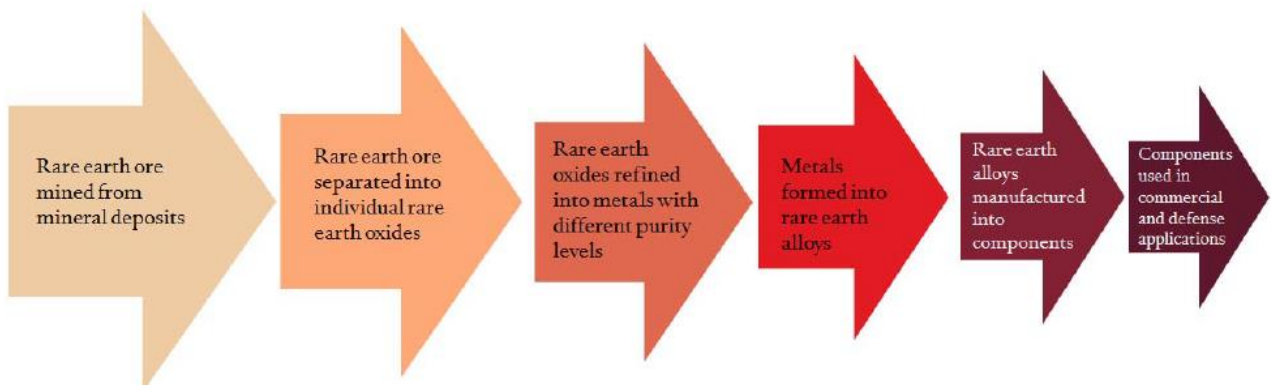 Rare earth ore
mined from
mineral deposits
Rare earth ore
separated into
individual rare
earth oxides
Rare earth
oxides refined
into metals with
different purity
levels
Metals
formed into
rare earth
alloys
Rare earth
alloys
manufactured
into
components
Components
used in
commercial
and defense
applications